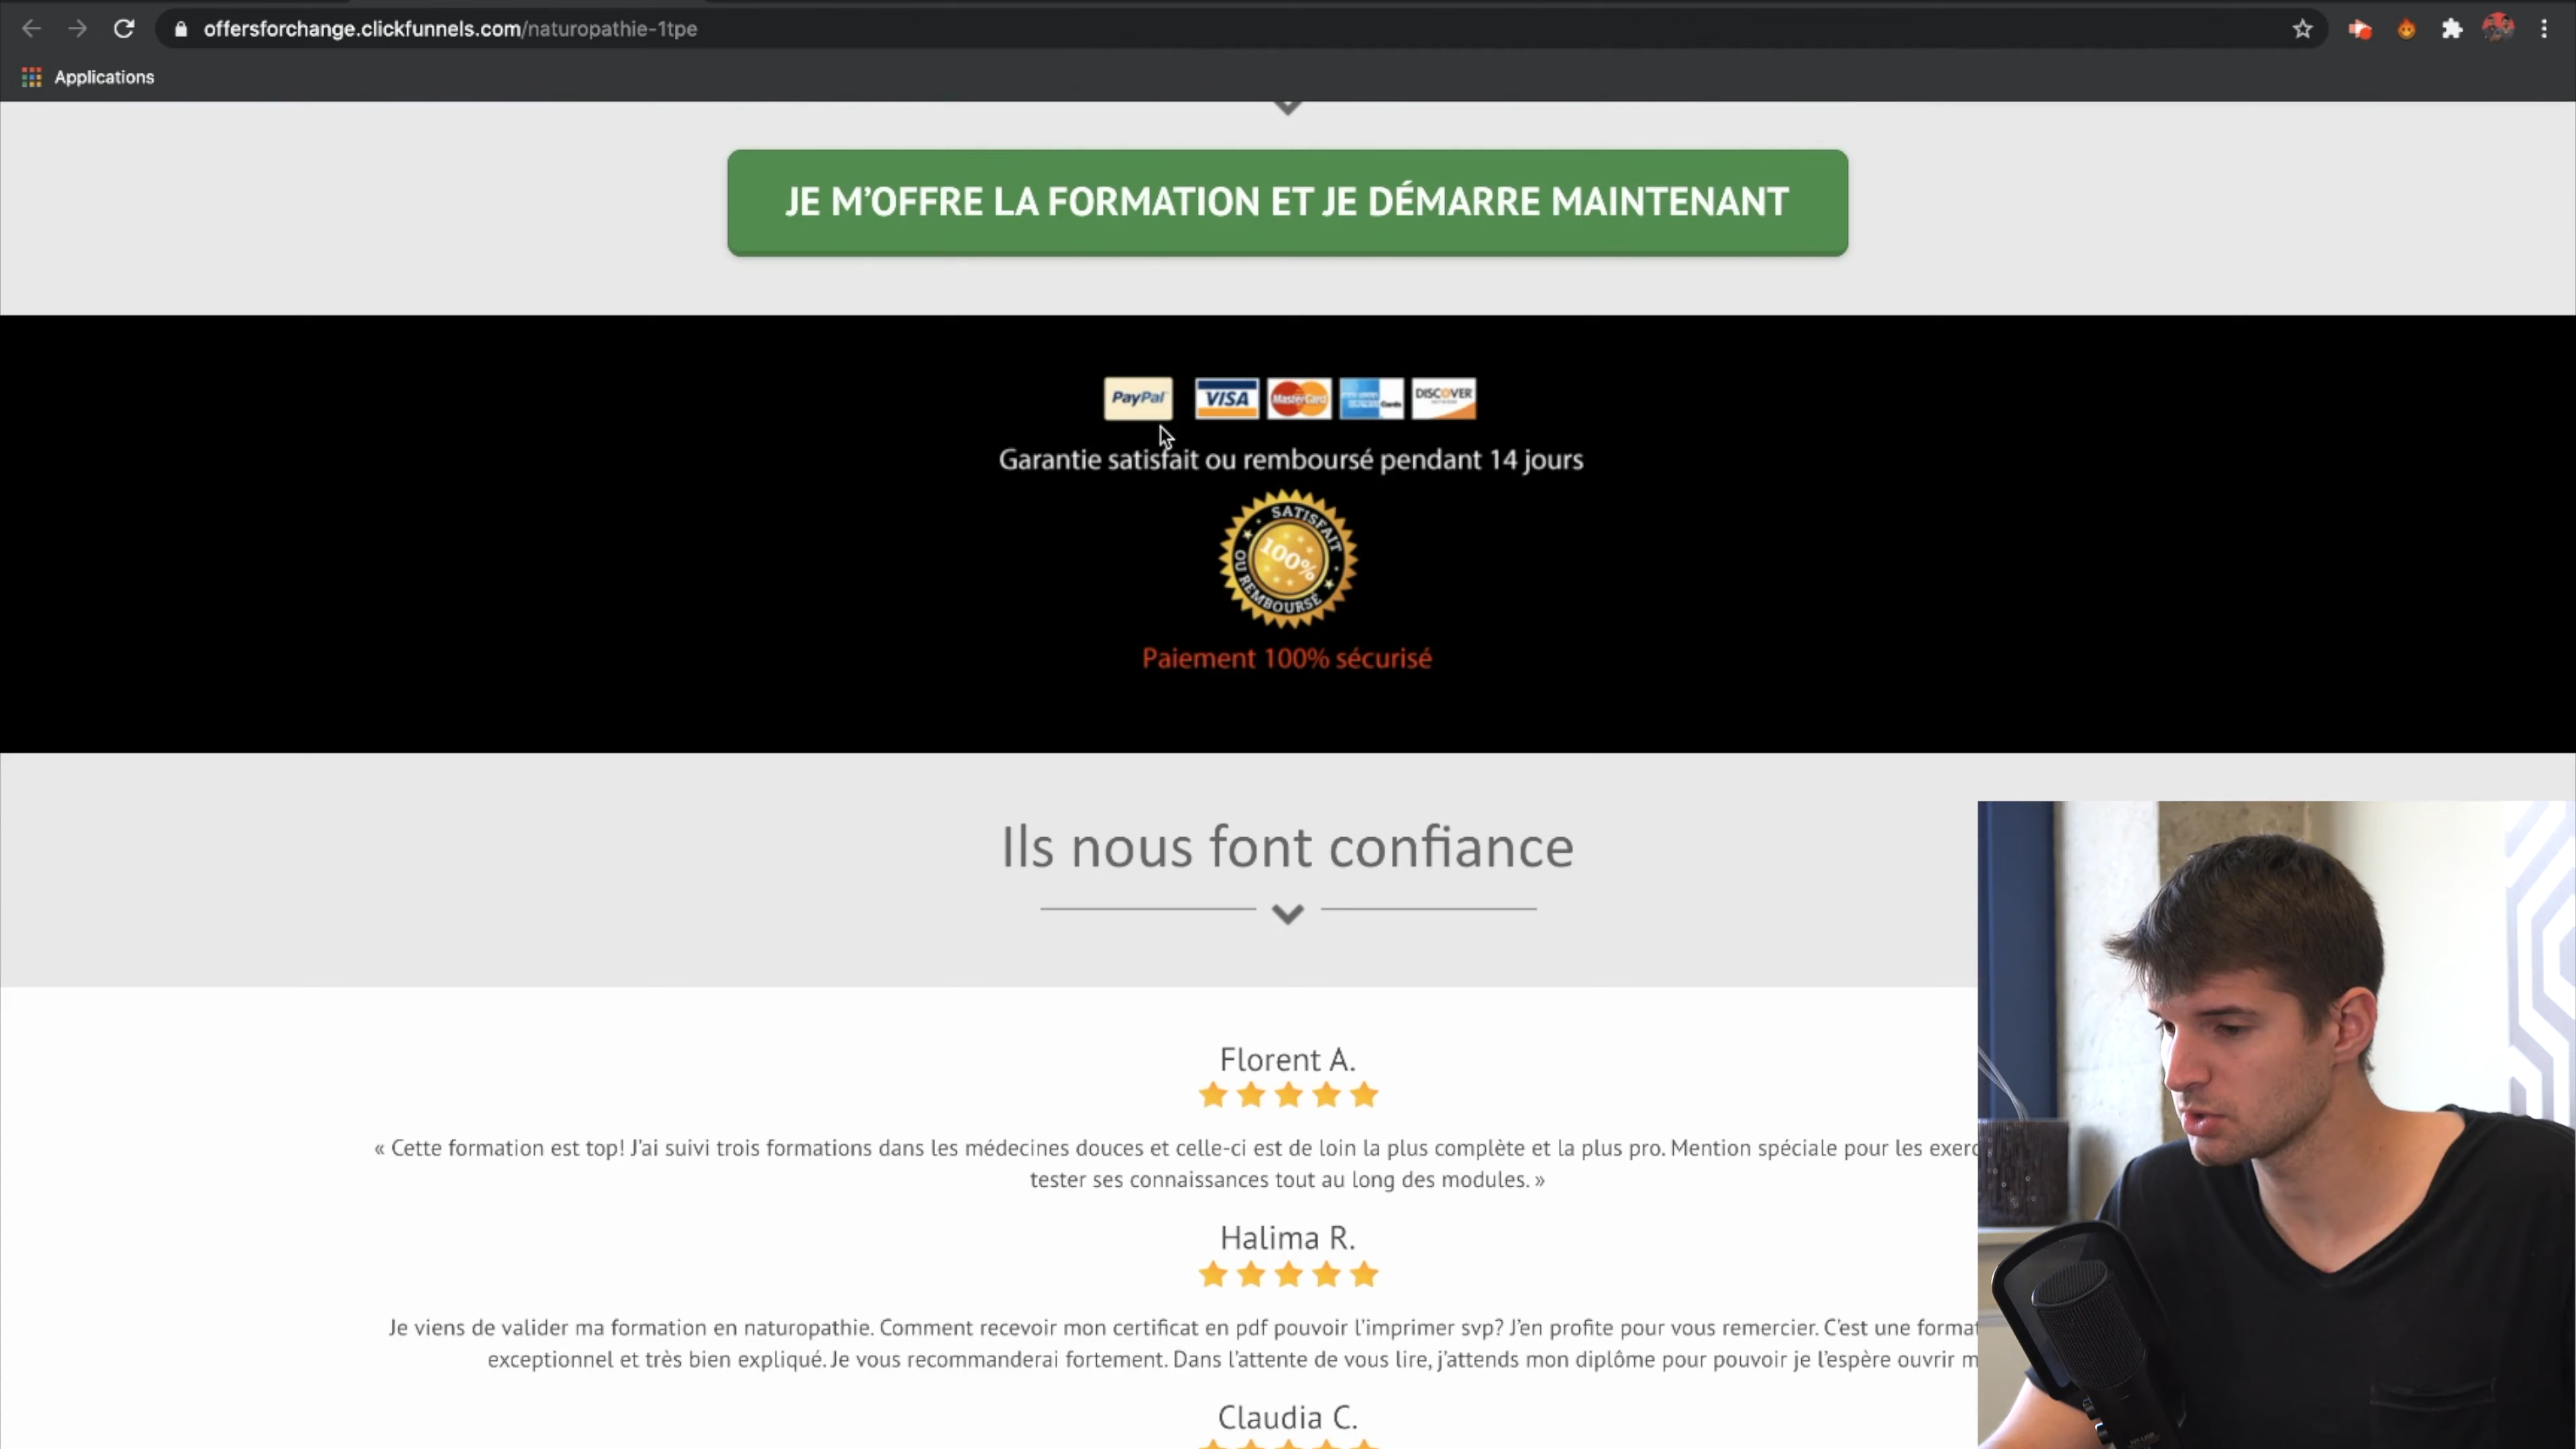 offersforchange.clickfunnels.com/naturopathie-1tpe
Applications
JE M'OFFRE LA FORMATION ET JE DÉMARRE MAINTENANT
PayPal VISA MasterCard DISCOVER
Garantie satisfait ou remboursé pendant 14 jours
SATISFAIT
100%
OU REMBOURSÉ
Paiement 100% sécurisé
Ils nous font confiance
Florent A.
« Cette formation est top! J'ai suivi trois formations dans les médecines douces et celle-ci est de loin la plus complète et la plus pro. Mention spéciale pour les
tester ses connaissances tout au long des modules. »
Halima R.
Je viens de valider ma formation en naturopathie. Comment recevoir mon certificat en pdf pouvoir l'imprimer svp? J'en profite pour vous remercier. C'est une
exceptionnel et très bien expliqué. Je vous recommanderai fortement. Dans l'attente de vous lire, j'attends mon diplôme pour pouvoir je l'espère ouvrir
Claudia C.